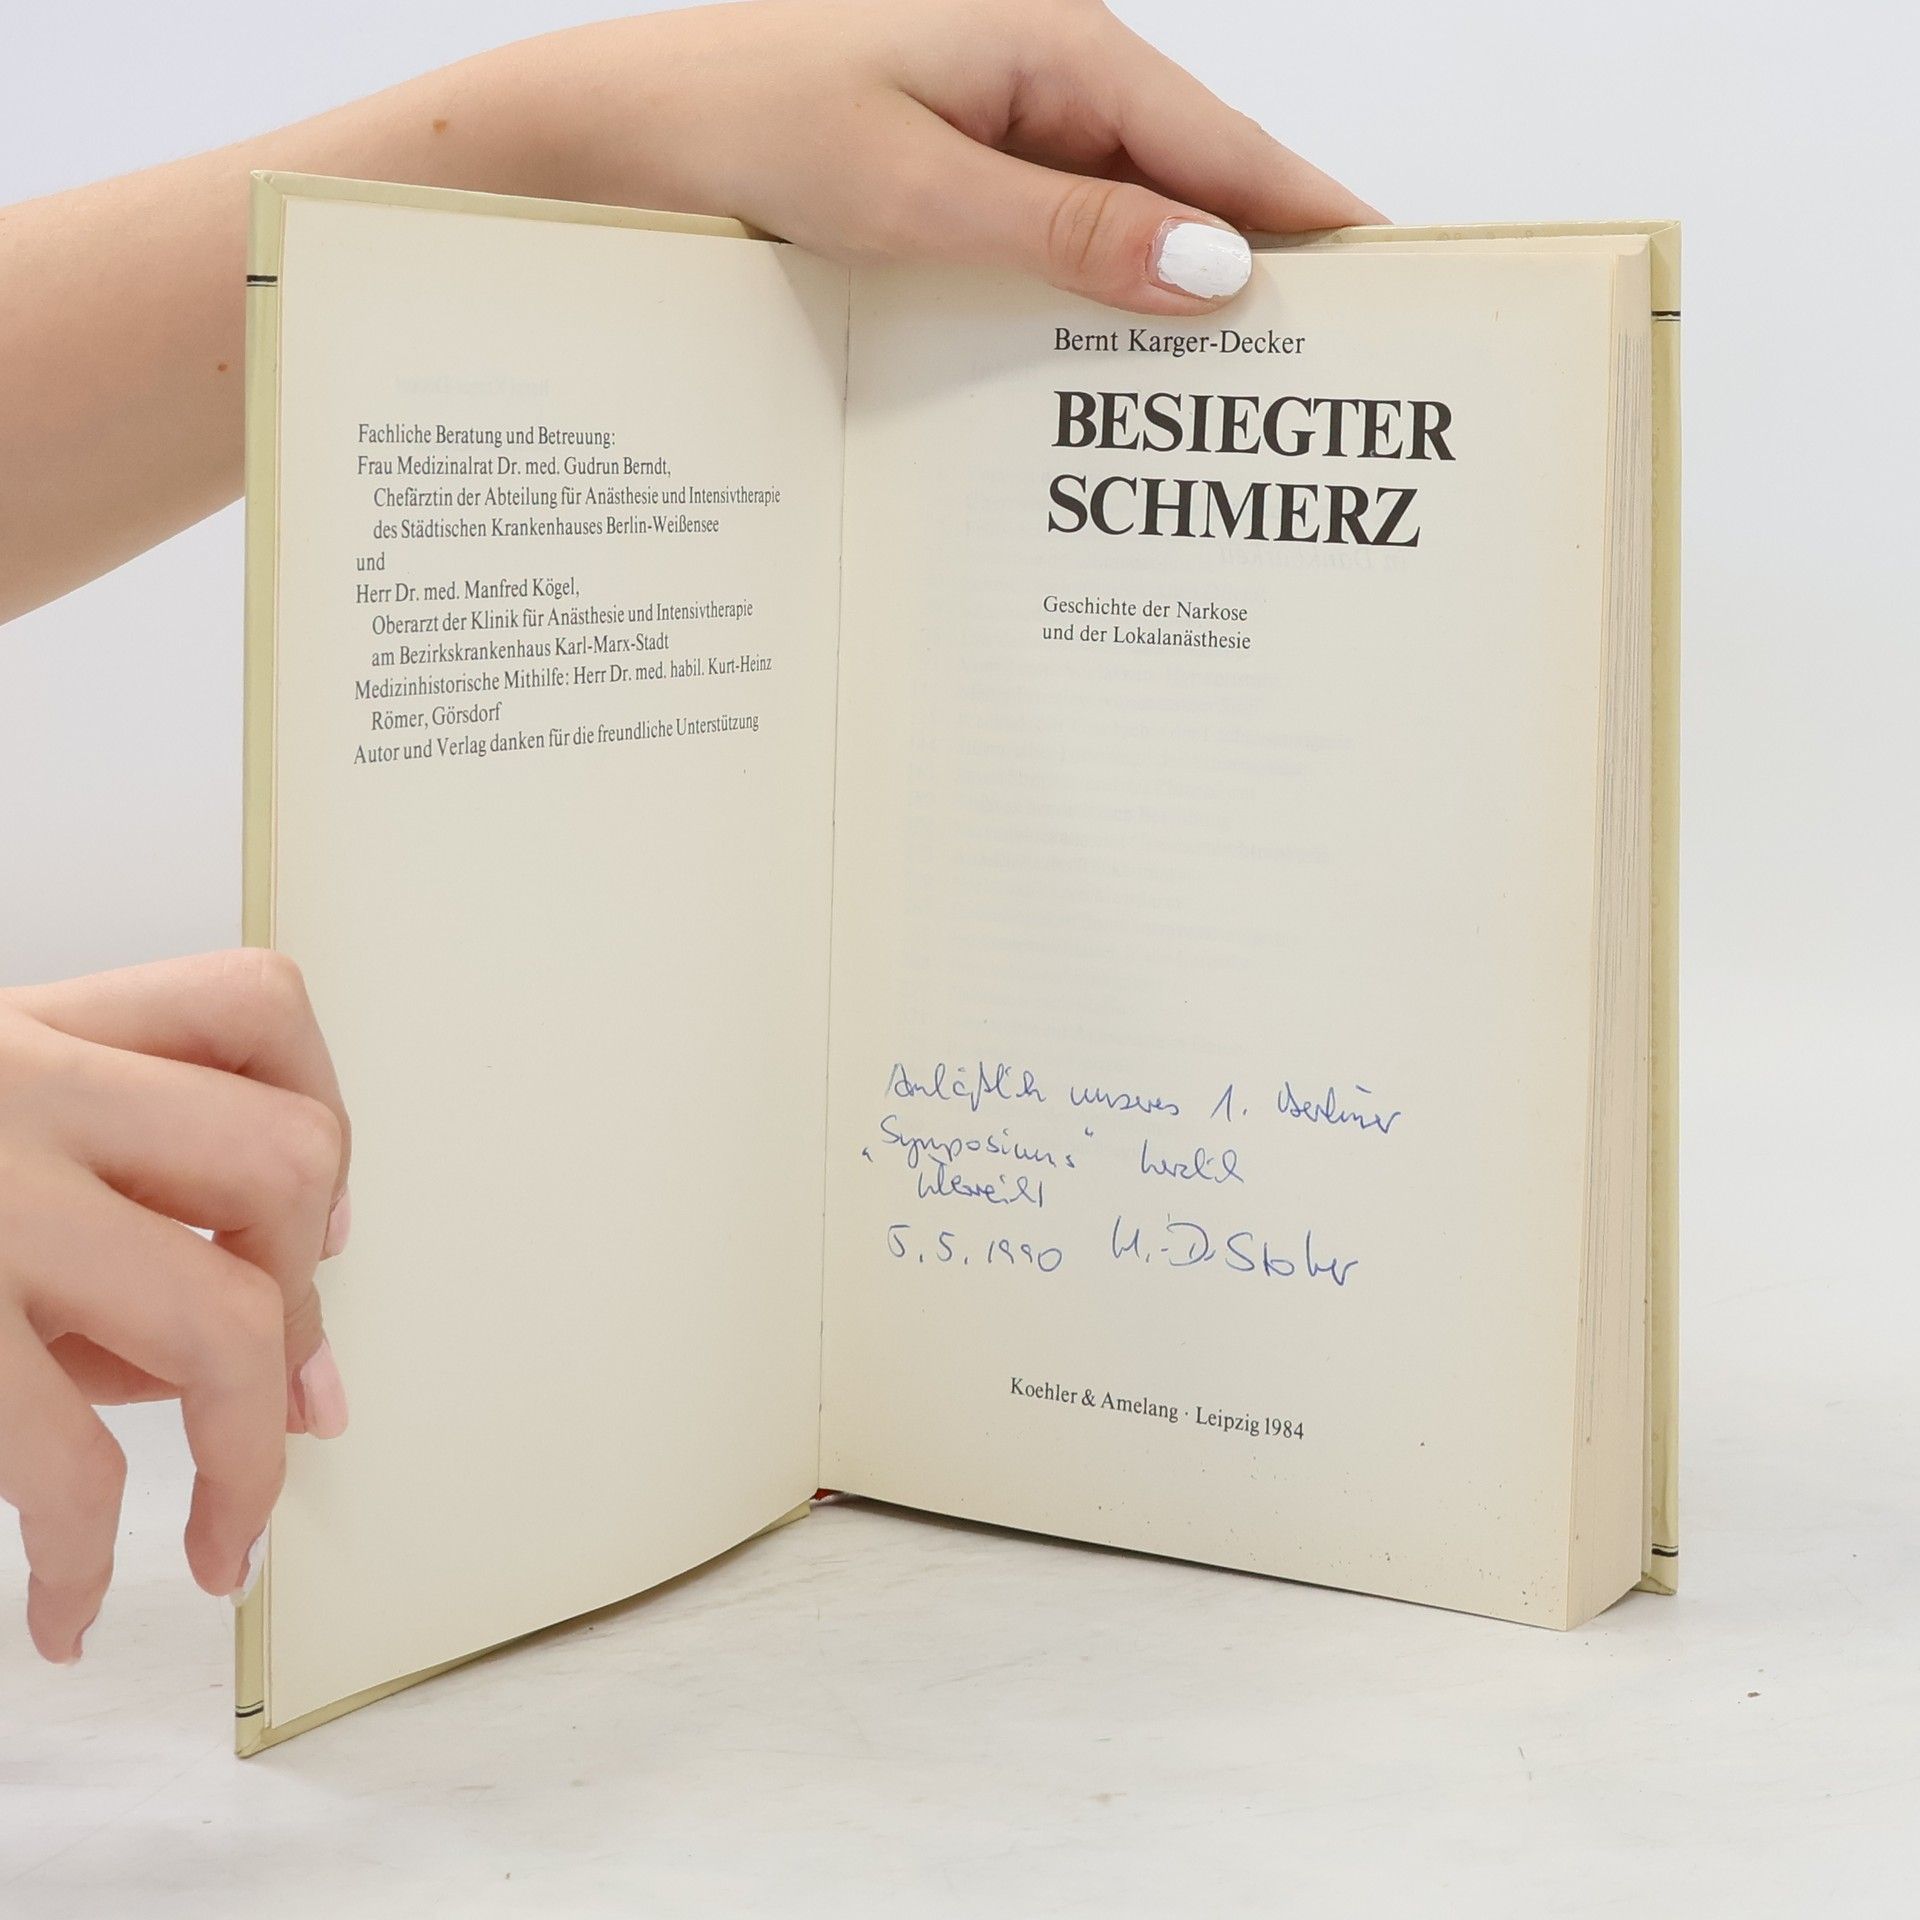 Fachliche Beratung und Betreuung:
Frau Medizinalrat Dr. med. Gudrun Berndt,
Chefärztin der Abteilung für Anästhesie und Intensivtherapie
des Städtischen Krankenhauses Berlin-Weißensee
und
Herr Dr. med. Manfred Kögel,
Oberarzt der Klinik für Anästhesie und Intensivtherapie
am Bezirkskrankenhaus Karl-Marx-Stadt
Medizinhistorische Mithilfe: Herr Dr. med. habil. Kurt-Heinz
Römer, Görsdorf
Autor und Verlag danken für die freundliche Unterstützung
Bernt Karger-Decker
BESIEGTER
SCHMERZ
Geschichte der Narkose
und der Lokalanästhesie
Anläßlich unseres 1. Berliner
„Symposiums“ herzlich
überreicht
5.5.1990
Koehler & Amelang · Leipzig 1984